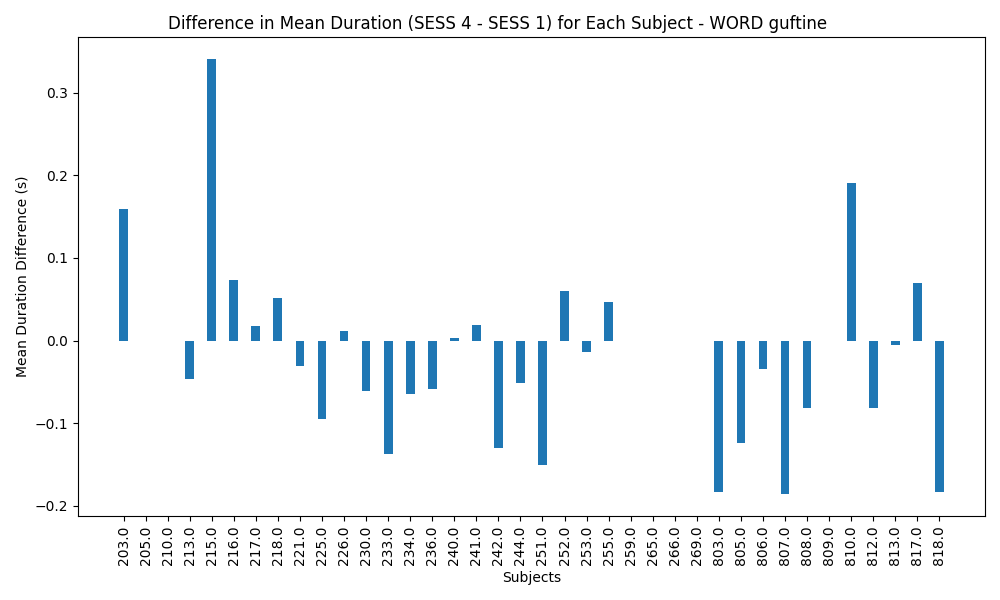 Difference in Mean Duration (SESS 4 - SESS 1) for Each Subject - WORD guftine
Mean Duration Difference (s)
0.3
0.2
0.1
0.0
−0.1
−0.2
203.0 205.0 210.0 213.0 215.0 216.0 217.0 218.0 221.0 225.0 226.0 230.0 233.0 234.0 236.0 240.0 241.0 242.0 244.0 251.0 252.0 253.0 255.0 259.0 265.0 266.0 269.0 803.0 805.0 806.0 807.0 808.0 809.0 810.0 812.0 813.0 817.0 818.0
Subjects